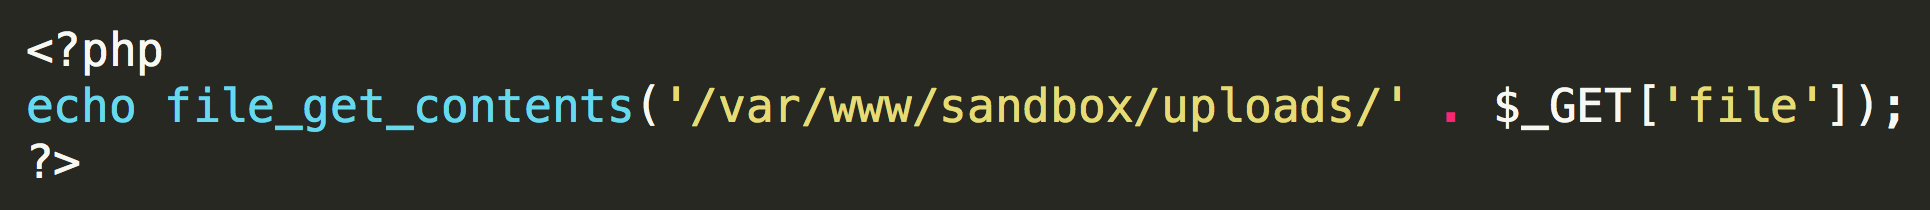 <?php
echo file_get_contents('/var/www/sandbox/uploads/' . $_GET['file']);
?>